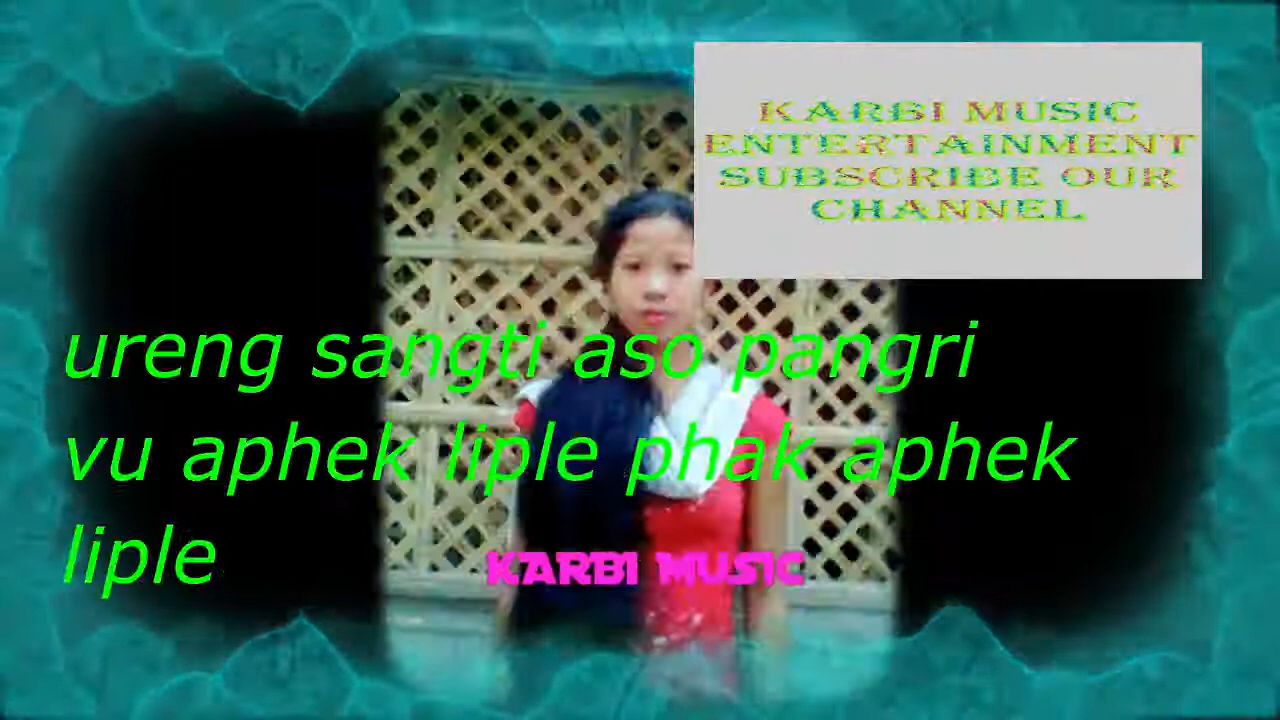 KARBI MUSIC
ENTERTAINMENT
SUBSCRIBE OUR
CHANNEL
ureng sangti aso pangri
vu aphek liple phak aphek
liple
KARBI MUSIC